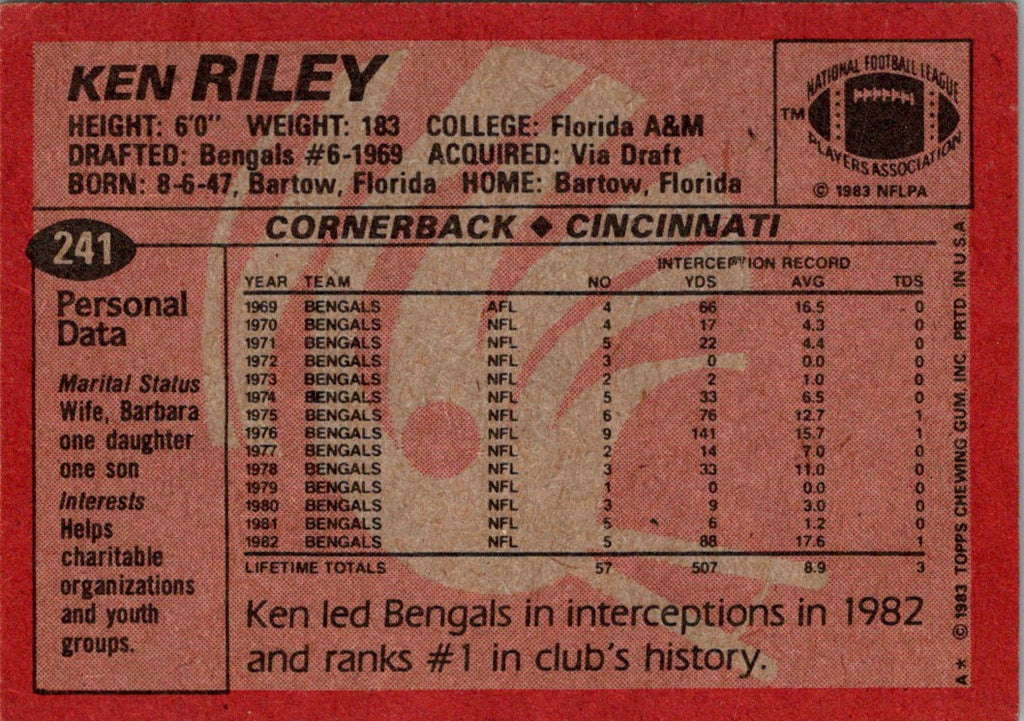 KEN RILEY
HEIGHT: 6'0" WEIGHT: 183 COLLEGE: Florida A&M
DRAFTED: Bengals #6-1969 ACQUIRED: Via Draft
BORN: 8-6-47, Bartow, Florida HOME: Bartow, Florida
TM
NATIONAL FOOTBALL LEAGUE
PLAYERS ASSOCIATION
© 1983 NFLPA
241
CORNERBACK ◆ CINCINNATI
Personal
Data
Marital Status
Wife, Barbara
one daughter
one son
Interests
Helps
charitable
organizations
and youth
groups.
INTERCEPTION RECORD
YEAR TEAM NO YDS AVG TDS
1969 BENGALS AFL 4 66 16.5 0
1970 BENGALS NFL 4 17 4.3 0
1971 BENGALS NFL 5 22 4.4 0
1972 BENGALS NFL 3 0 0.0 0
1973 BENGALS NFL 2 2 1.0 0
1974 BENGALS NFL 5 33 6.5 0
1975 BENGALS NFL 6 76 12.7 1
1976 BENGALS NFL 9 141 15.7 1
1977 BENGALS NFL 2 14 7.0 0
1978 BENGALS NFL 3 33 11.0 0
1979 BENGALS NFL 1 0 0.0 0
1980 BENGALS NFL 3 9 3.0 0
1981 BENGALS NFL 5 6 1.2 0
1982 BENGALS NFL 5 88 17.6 1
LIFETIME TOTALS 57 507 8.9 3
Ken led Bengals in interceptions in 1982
and ranks #1 in club's history.
A* © 1983 TOPPS CHEWING GUM, INC. PRTD. IN U.S.A.